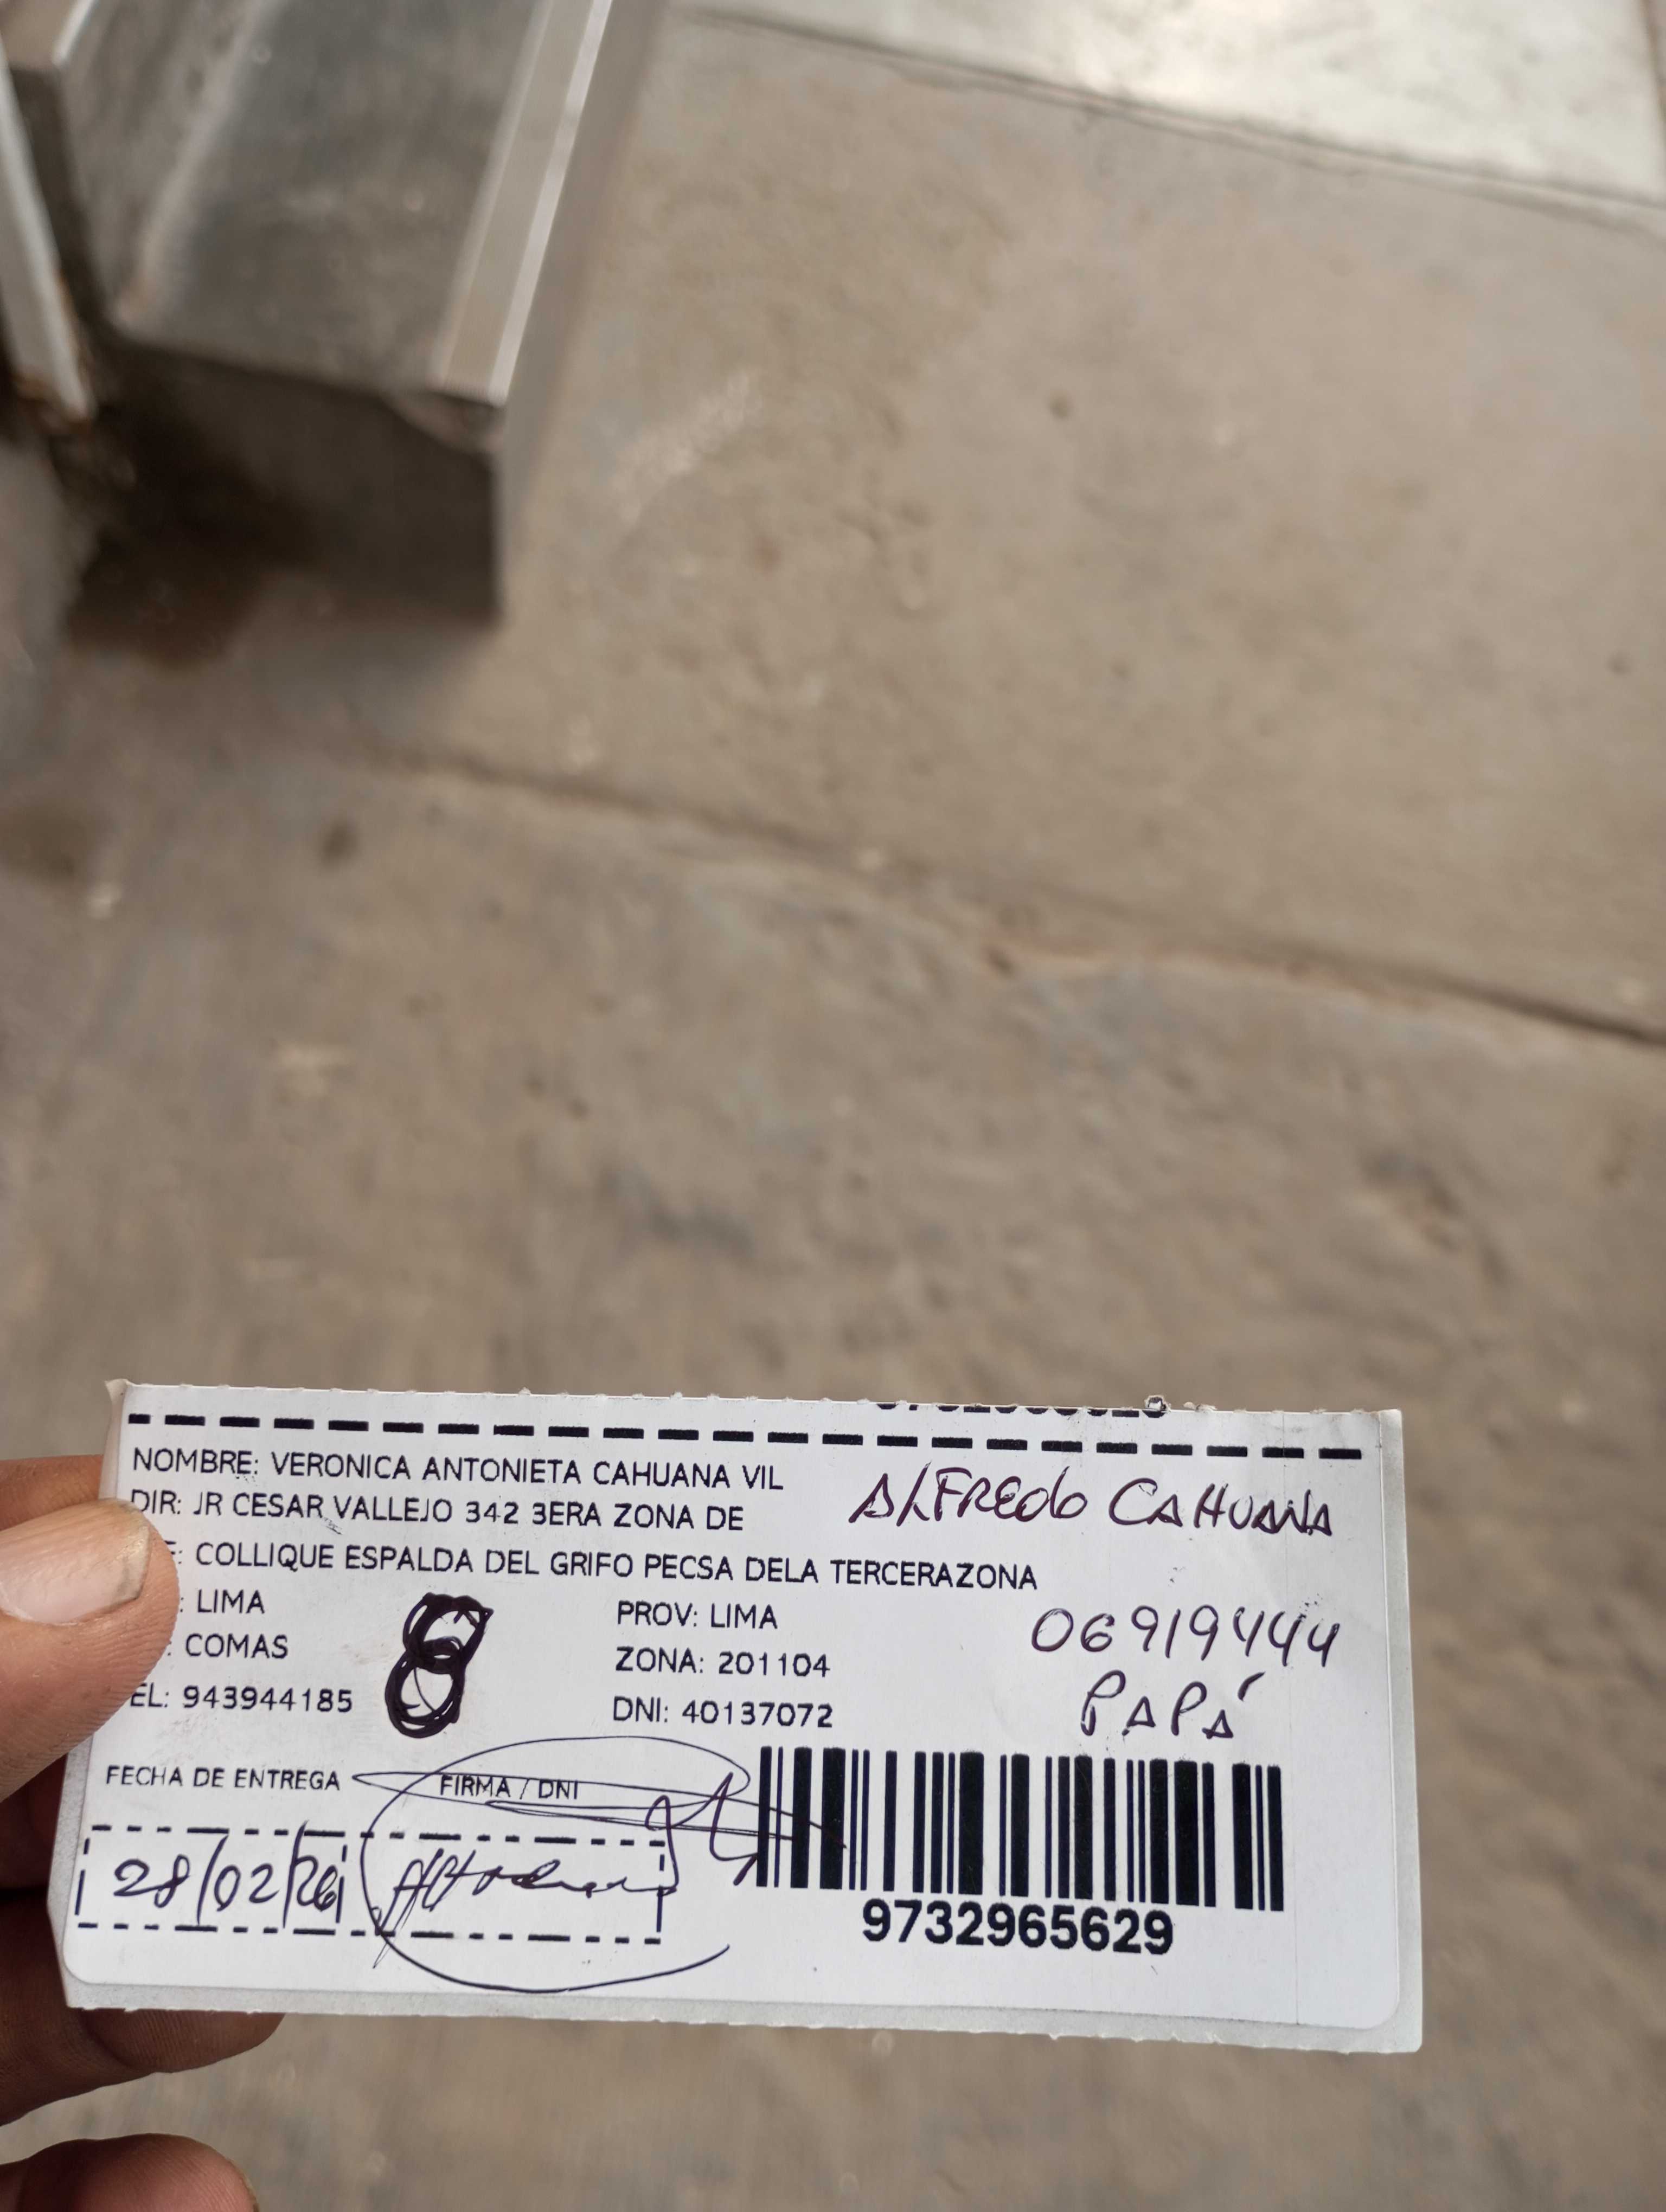 NOMBRE: VERONICA ANTONIETA CAHUANA VIL
ALFREDO CAHUANA
DIR: JR CESAR VALLEJO 342 3ERA ZONA DE
E: COLLIQUE ESPALDA DEL GRIFO PECSA DELA TERCERAZONA
: LIMA
PROV: LIMA
06919444
: COMAS
8
ZONA: 201104
EL: 943944185
DNI: 40137072
PAPÁ
FECHA DE ENTREGA
FIRMA / DNI
28/02/26
9732965629